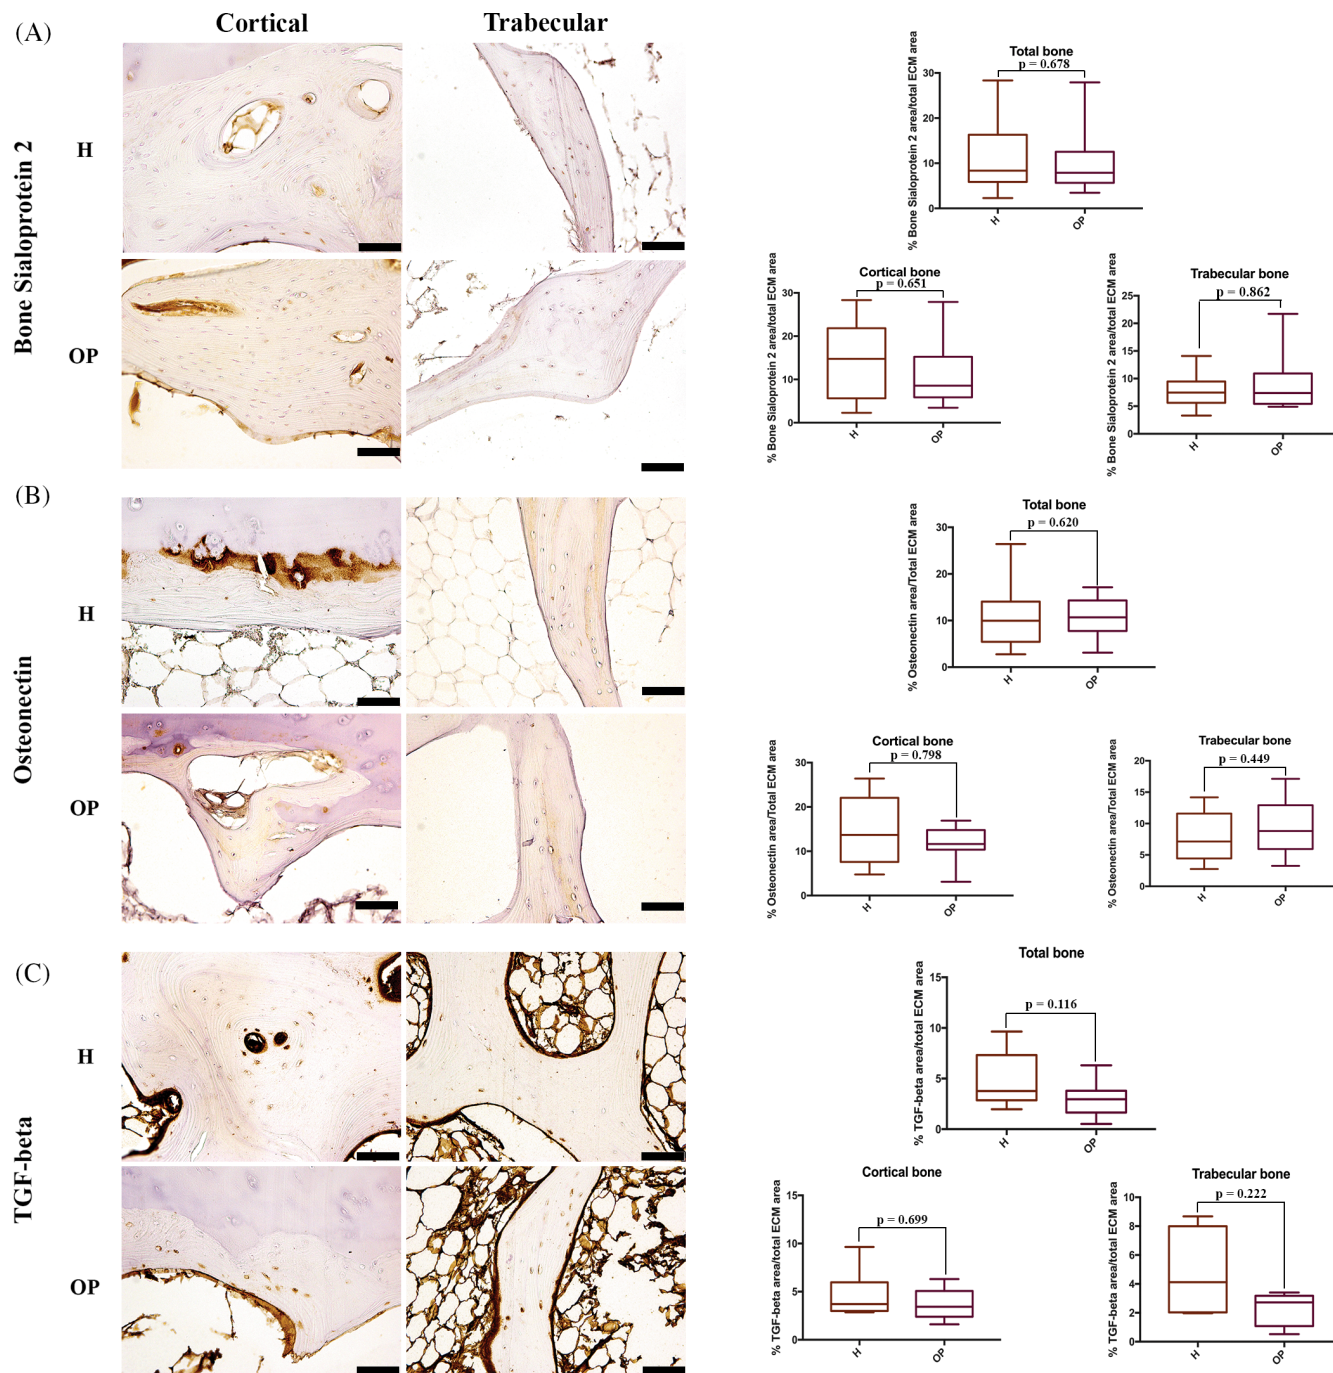 (A)
Cortical
Trabecular
Bone Sialoprotein 2
H
OP
Total bone
p = 0.678
% Bone Sialoprotein 2 area/total ECM area
30
20
10
0
H
OP
Cortical bone
p = 0.651
% Bone Sialoprotein 2 area/total ECM area
30
20
10
0
H
OP
Trabecular bone
p = 0.862
% Bone Sialoprotein 2 area/total ECM area
25
20
15
10
5
0
H
OP
(B)
Osteonectin
H
OP
Total bone
p = 0.620
% Osteonectin area/Total ECM area
30
20
10
0
H
OP
Cortical bone
p = 0.798
% Osteonectin area/Total ECM area
30
20
10
0
H
OP
Trabecular bone
p = 0.449
% Osteonectin area/Total ECM area
20
15
10
5
0
H
OP
(C)
TGF-beta
H
OP
Total bone
p = 0.116
% TGF-beta area/total ECM area
15
10
5
0
H
OP
Cortical bone
p = 0.699
% TGF-beta area/total ECM area
15
10
5
0
H
OP
Trabecular bone
p = 0.222
% TGF-beta area/total ECM area
10
8
6
4
2
0
H
OP